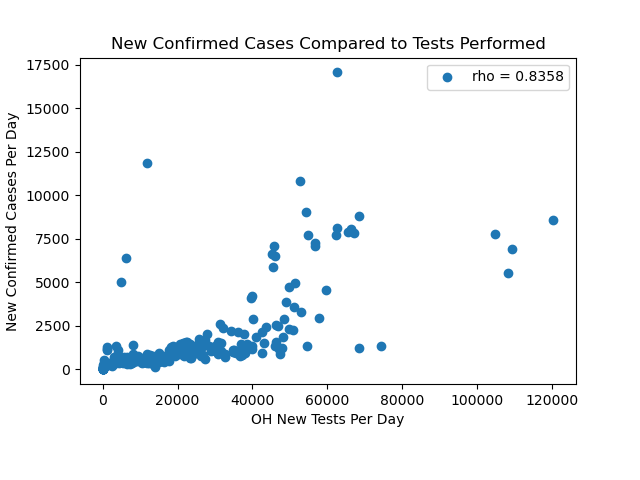 New Confirmed Cases Compared to Tests Performed
rho = 0.8358
New Confirmed Caeses Per Day
17500
15000
12500
10000
7500
5000
2500
0
0 20000 40000 60000 80000 100000 120000
OH New Tests Per Day